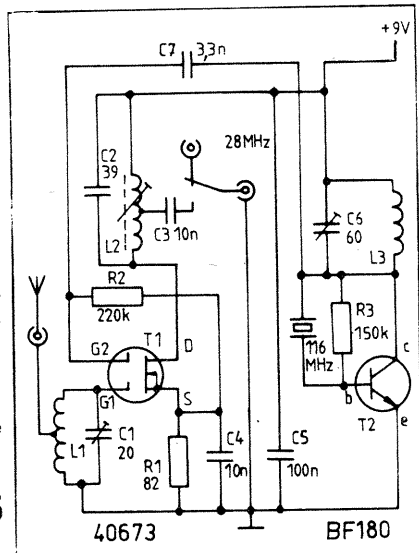 +9V
C7 3,3n
28MHz
C2
39
C3 10n
L2
C6
60
L3
R2
220k
T1
D
116
MHz
R3
150k
G2
G1
S
b
c
e
T2
L1
C1
20
R1
82
C4
10n
C5
100n
40673
BF180